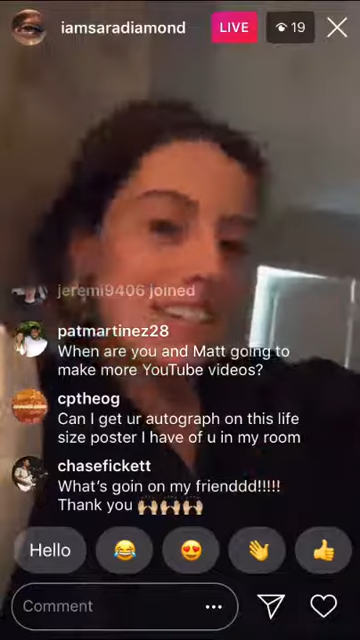 iamsaradiamond
LIVE
19
jeremi9406 joined
patmartinez28
When are you and Matt going to
make more YouTube videos?
cptheog
Can I get ur autograph on this life
size poster I have of u in my room
chasefickett
What's goin on my frienddd!!!!!
Thank you 🙌🏼🙌🏼🙌🏼
Hello 😂 😍 👋 👍
Comment ...